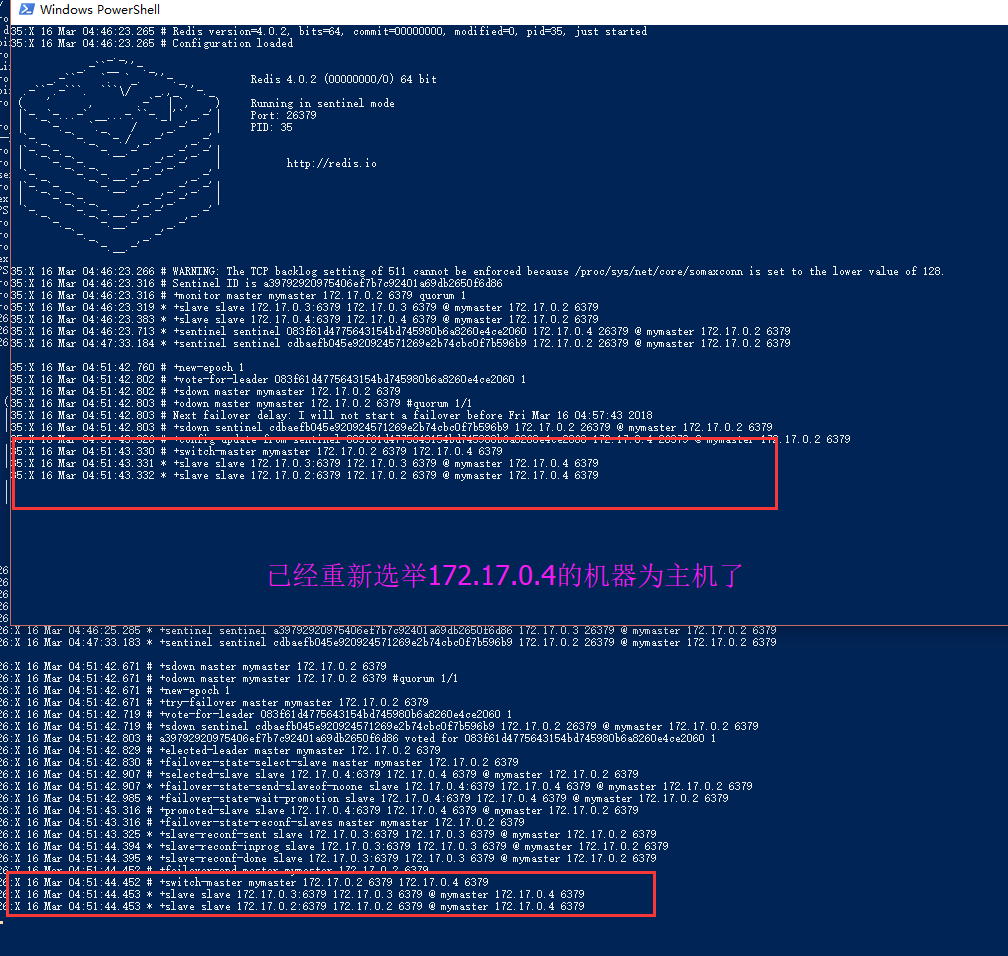 Windows PowerShell
35:X 16 Mar 04:46:23.265 # Redis version=4.0.2, bits=64, commit=00000000, modified=0, pid=35, just started
35:X 16 Mar 04:46:23.265 # Configuration loaded
Redis 4.0.2 (00000000/0) 64 bit
Running in sentinel mode
Port: 26379
PID: 35
http://redis.io
35:X 16 Mar 04:46:23.266 # WARNING: The TCP backlog setting of 511 cannot be enforced because /proc/sys/net/core/somaxconn is set to the lower value of 128.
35:X 16 Mar 04:46:23.316 # Sentinel ID is a39792920975406ef7b7c92401a69db2650f6d86
35:X 16 Mar 04:46:23.316 # +monitor master mymaster 172.17.0.2 6379 quorum 1
35:X 16 Mar 04:46:23.319 * +slave slave 172.17.0.3:6379 172.17.0.3 6379 @ mymaster 172.17.0.2 6379
35:X 16 Mar 04:46:23.383 * +slave slave 172.17.0.4:6379 172.17.0.4 6379 @ mymaster 172.17.0.2 6379
35:X 16 Mar 04:46:23.713 * +sentinel sentinel 083f61d4775643154bd745980b6a8260e4ce2060 172.17.0.4 26379 @ mymaster 172.17.0.2 6379
35:X 16 Mar 04:47:33.184 * +sentinel sentinel cdbaefb045e920924571269e2b74cbc0f7b596b9 172.17.0.2 26379 @ mymaster 172.17.0.2 6379
35:X 16 Mar 04:51:42.760 # +new-epoch 1
35:X 16 Mar 04:51:42.802 # +vote-for-leader 083f61d4775643154bd745980b6a8260e4ce2060 1
35:X 16 Mar 04:51:42.802 # +sdown master mymaster 172.17.0.2 6379
35:X 16 Mar 04:51:42.803 # +odown master mymaster 172.17.0.2 6379 #quorum 1/1
35:X 16 Mar 04:51:42.803 # Next failover delay: I will not start a failover before Fri Mar 16 04:57:43 2018
35:X 16 Mar 04:51:42.803 # +sdown sentinel cdbaefb045e920924571269e2b74cbc0f7b596b9 172.17.0.2 26379 @ mymaster 172.17.0.2 6379
35:X 16 Mar 04:51:43.328 # +config-update-from sentinel 083f61d4775643154bd745980b6a8260e4ce2060 172.17.0.4 26379 @ mymaster 172.17.0.2 6379
35:X 16 Mar 04:51:43.330 # +switch-master mymaster 172.17.0.2 6379 172.17.0.4 6379
35:X 16 Mar 04:51:43.331 * +slave slave 172.17.0.3:6379 172.17.0.3 6379 @ mymaster 172.17.0.4 6379
35:X 16 Mar 04:51:43.332 * +slave slave 172.17.0.2:6379 172.17.0.2 6379 @ mymaster 172.17.0.4 6379
已经重新选举172.17.0.4的机器为主机了
26:X 16 Mar 04:46:25.285 * +sentinel sentinel a39792920975406ef7b7c92401a69db2650f6d86 172.17.0.3 26379 @ mymaster 172.17.0.2 6379
26:X 16 Mar 04:47:33.183 * +sentinel sentinel cdbaefb045e920924571269e2b74cbc0f7b596b9 172.17.0.2 26379 @ mymaster 172.17.0.2 6379
26:X 16 Mar 04:51:42.671 # +sdown master mymaster 172.17.0.2 6379
26:X 16 Mar 04:51:42.671 # +odown master mymaster 172.17.0.2 6379 #quorum 1/1
26:X 16 Mar 04:51:42.671 # +new-epoch 1
26:X 16 Mar 04:51:42.671 # +try-failover master mymaster 172.17.0.2 6379
26:X 16 Mar 04:51:42.719 # +vote-for-leader 083f61d4775643154bd745980b6a8260e4ce2060 1
26:X 16 Mar 04:51:42.719 # +sdown sentinel cdbaefb045e920924571269e2b74cbc0f7b596b9 172.17.0.2 26379 @ mymaster 172.17.0.2 6379
26:X 16 Mar 04:51:42.803 # a39792920975406ef7b7c92401a69db2650f6d86 voted for 083f61d4775643154bd745980b6a8260e4ce2060 1
26:X 16 Mar 04:51:42.829 # +elected-leader master mymaster 172.17.0.2 6379
26:X 16 Mar 04:51:42.830 # +failover-state-select-slave master mymaster 172.17.0.2 6379
26:X 16 Mar 04:51:42.907 # +selected-slave slave 172.17.0.4:6379 172.17.0.4 6379 @ mymaster 172.17.0.2 6379
26:X 16 Mar 04:51:42.907 * +failover-state-send-slaveof-noone slave 172.17.0.4:6379 172.17.0.4 6379 @ mymaster 172.17.0.2 6379
26:X 16 Mar 04:51:42.985 * +failover-state-wait-promotion slave 172.17.0.4:6379 172.17.0.4 6379 @ mymaster 172.17.0.2 6379
26:X 16 Mar 04:51:43.316 # +promoted-slave slave 172.17.0.4:6379 172.17.0.4 6379 @ mymaster 172.17.0.2 6379
26:X 16 Mar 04:51:43.316 # +failover-state-reconf-slaves master mymaster 172.17.0.2 6379
26:X 16 Mar 04:51:43.325 * +slave-reconf-sent slave 172.17.0.3:6379 172.17.0.3 6379 @ mymaster 172.17.0.2 6379
26:X 16 Mar 04:51:44.394 * +slave-reconf-inprog slave 172.17.0.3:6379 172.17.0.3 6379 @ mymaster 172.17.0.2 6379
26:X 16 Mar 04:51:44.395 * +slave-reconf-done slave 172.17.0.3:6379 172.17.0.3 6379 @ mymaster 172.17.0.2 6379
26:X 16 Mar 04:51:44.452 # +failover-end master mymaster 172.17.0.2 6379
26:X 16 Mar 04:51:44.452 # +switch-master mymaster 172.17.0.2 6379 172.17.0.4 6379
26:X 16 Mar 04:51:44.453 * +slave slave 172.17.0.3:6379 172.17.0.3 6379 @ mymaster 172.17.0.4 6379
26:X 16 Mar 04:51:44.453 * +slave slave 172.17.0.2:6379 172.17.0.2 6379 @ mymaster 172.17.0.4 6379